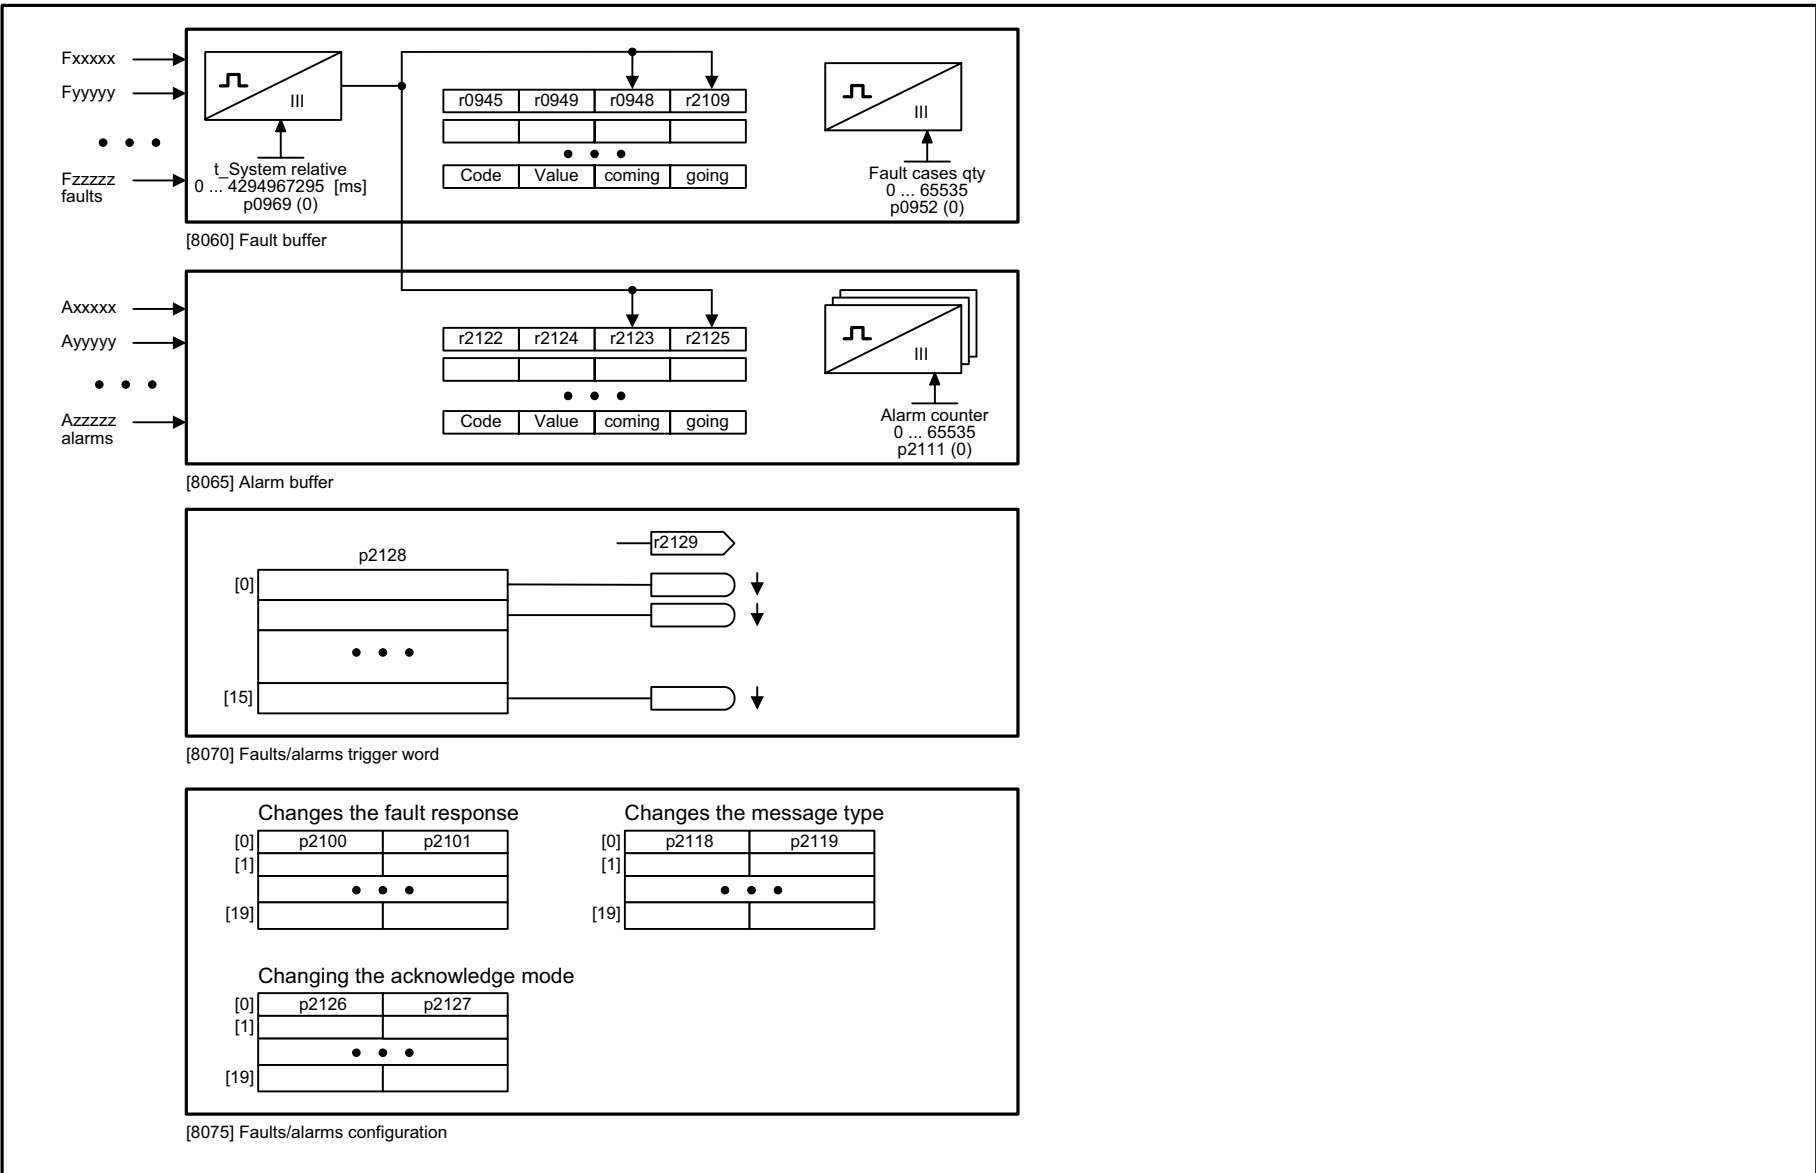 Fxxxxx
Fyyyyy
Fzzzzz
faults
III
t_System relative
0 ... 4294967295 [ms]
p0969 (0)
r0945 r0949 r0948 r2109
Code Value coming going
III
Fault cases qty
0 ... 65535
p0952 (0)
[8060] Fault buffer
Axxxxx
Ayyyyy
Azzzzz
alarms
r2122 r2124 r2123 r2125
Code Value coming going
III
Alarm counter
0 ... 65535
p2111 (0)
[8065] Alarm buffer
r2129
p2128
[0]
[15]
[8070] Faults/alarms trigger word
Changes the fault response
[0] p2100 p2101
[1]
[19]
Changes the message type
[0] p2118 p2119
[1]
[19]
Changing the acknowledge mode
[0] p2126 p2127
[1]
[19]
[8075] Faults/alarms configuration